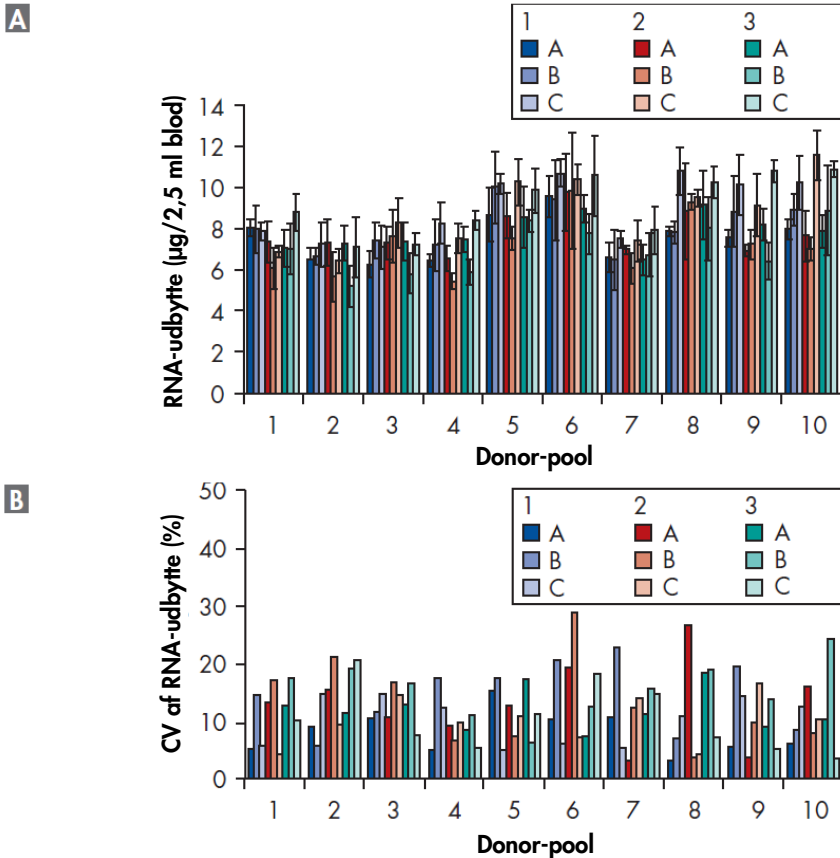 A
1 2 3
A A A
B B B
C C C
RNA-udbytte (µg/2,5 ml blod)
14
12
10
8
6
4
2
0
1 2 3 4 5 6 7 8 9 10
Donor-pool
B
1 2 3
A A A
B B B
C C C
CV af RNA-udbytte (%)
50
40
30
20
10
0
1 2 3 4 5 6 7 8 9 10
Donor-pool